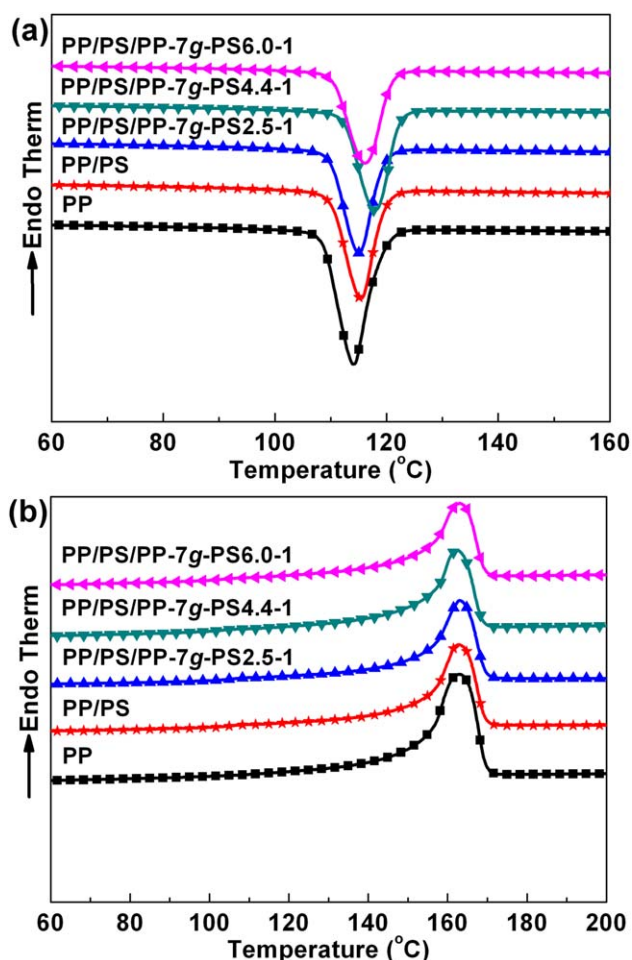 (a)
PP/PS/PP-7g-PS6.0-1
PP/PS/PP-7g-PS4.4-1
PP/PS/PP-7g-PS2.5-1
PP/PS
PP
Endo Therm
60 80 100 120 140 160
Temperature (°C)
(b)
PP/PS/PP-7g-PS6.0-1
PP/PS/PP-7g-PS4.4-1
PP/PS/PP-7g-PS2.5-1
PP/PS
PP
Endo Therm
60 80 100 120 140 160 180 200
Temperature (°C)